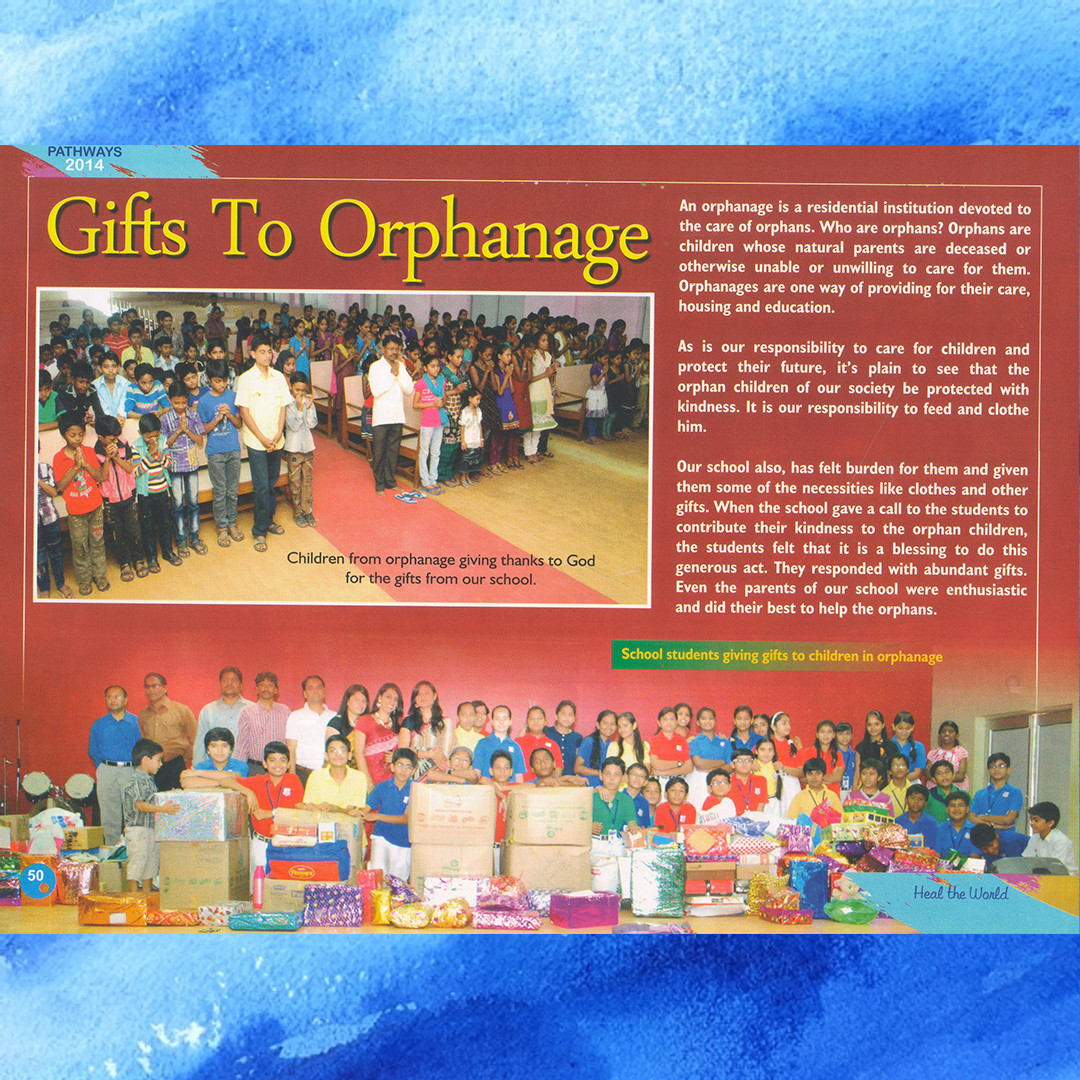 PATHWAYS
2014
Gifts To Orphanage
An orphanage is a residential institution devoted to
the care of orphans. Who are orphans? Orphans are
children whose natural parents are deceased or
otherwise unable or unwilling to care for them.
Orphanages are one way of providing for their care,
housing and education.
As is our responsibility to care for children and
protect their future, it's plain to see that the
orphan children of our society be protected with
kindness. It is our responsibility to feed and clothe
him.
Our school also, has felt burden for them and given
them some of the necessities like clothes and other
gifts. When the school gave a call to the students to
contribute their kindness to the orphan children,
the students felt that it is a blessing to do this
generous act. They responded with abundant gifts.
Even the parents of our school were enthusiastic
and did their best to help the orphans.
Children from orphanage giving thanks to God
for the gifts from our school.
School students giving gifts to children in orphanage
50
Heal the World